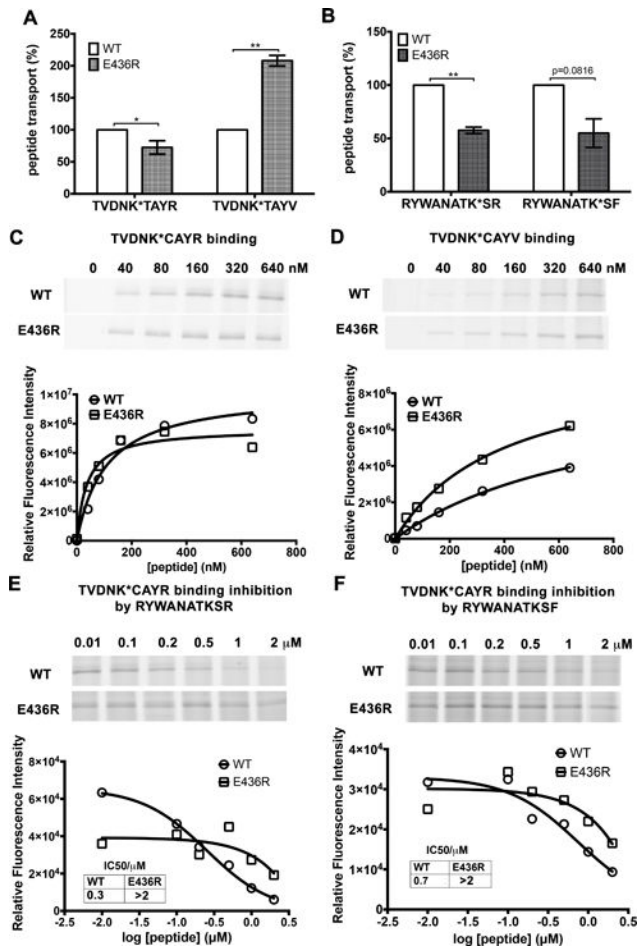 A
WT
E436R
peptide transport (%)
250
200
150
100
50
0
*
**
TVDNK*TAYR TVDNK*TAYV
B
WT
E436R
peptide transport (%)
150
100
50
0
**
p=0.0816
RYWANATK*SR RYWANATK*SF
C
TVDNK*CAYR binding
0 40 80 160 320 640 nM
WT
E436R
Relative Fluorescence Intensity
1×10⁷
8×10⁶
6×10⁶
4×10⁶
2×10⁶
0
WT
E436R
0 200 400 600 800
[peptide] (nM)
D
TVDNK*CAYV binding
0 40 80 160 320 640 nM
WT
E436R
Relative Fluorescence Intensity
8×10⁶
6×10⁶
4×10⁶
2×10⁶
0
WT
E436R
0 200 400 600 800
[peptide] (nM)
E
TVDNK*CAYR binding inhibition
by RYWANATKSR
0.01 0.1 0.2 0.5 1 2 μM
WT
E436R
Relative Fluorescence Intensity
8×10⁴
6×10⁴
4×10⁴
2×10⁴
0
WT
E436R
IC50/μM
WT E436R
0.3 >2
-2.5 -2.0 -1.5 -1.0 -0.5 0.0 0.5
log [peptide] (μM)
F
TVDNK*CAYR binding inhibition
by RYWANATKSF
0.01 0.1 0.2 0.5 1 2 μM
WT
E436R
Relative Fluorescence Intensity
4×10⁴
3×10⁴
2×10⁴
1×10⁴
0
WT
E436R
IC50/μM
WT E436R
0.7 >2
-2.5 -2.0 -1.5 -1.0 -0.5 0.0 0.5
log [peptide] (μM)